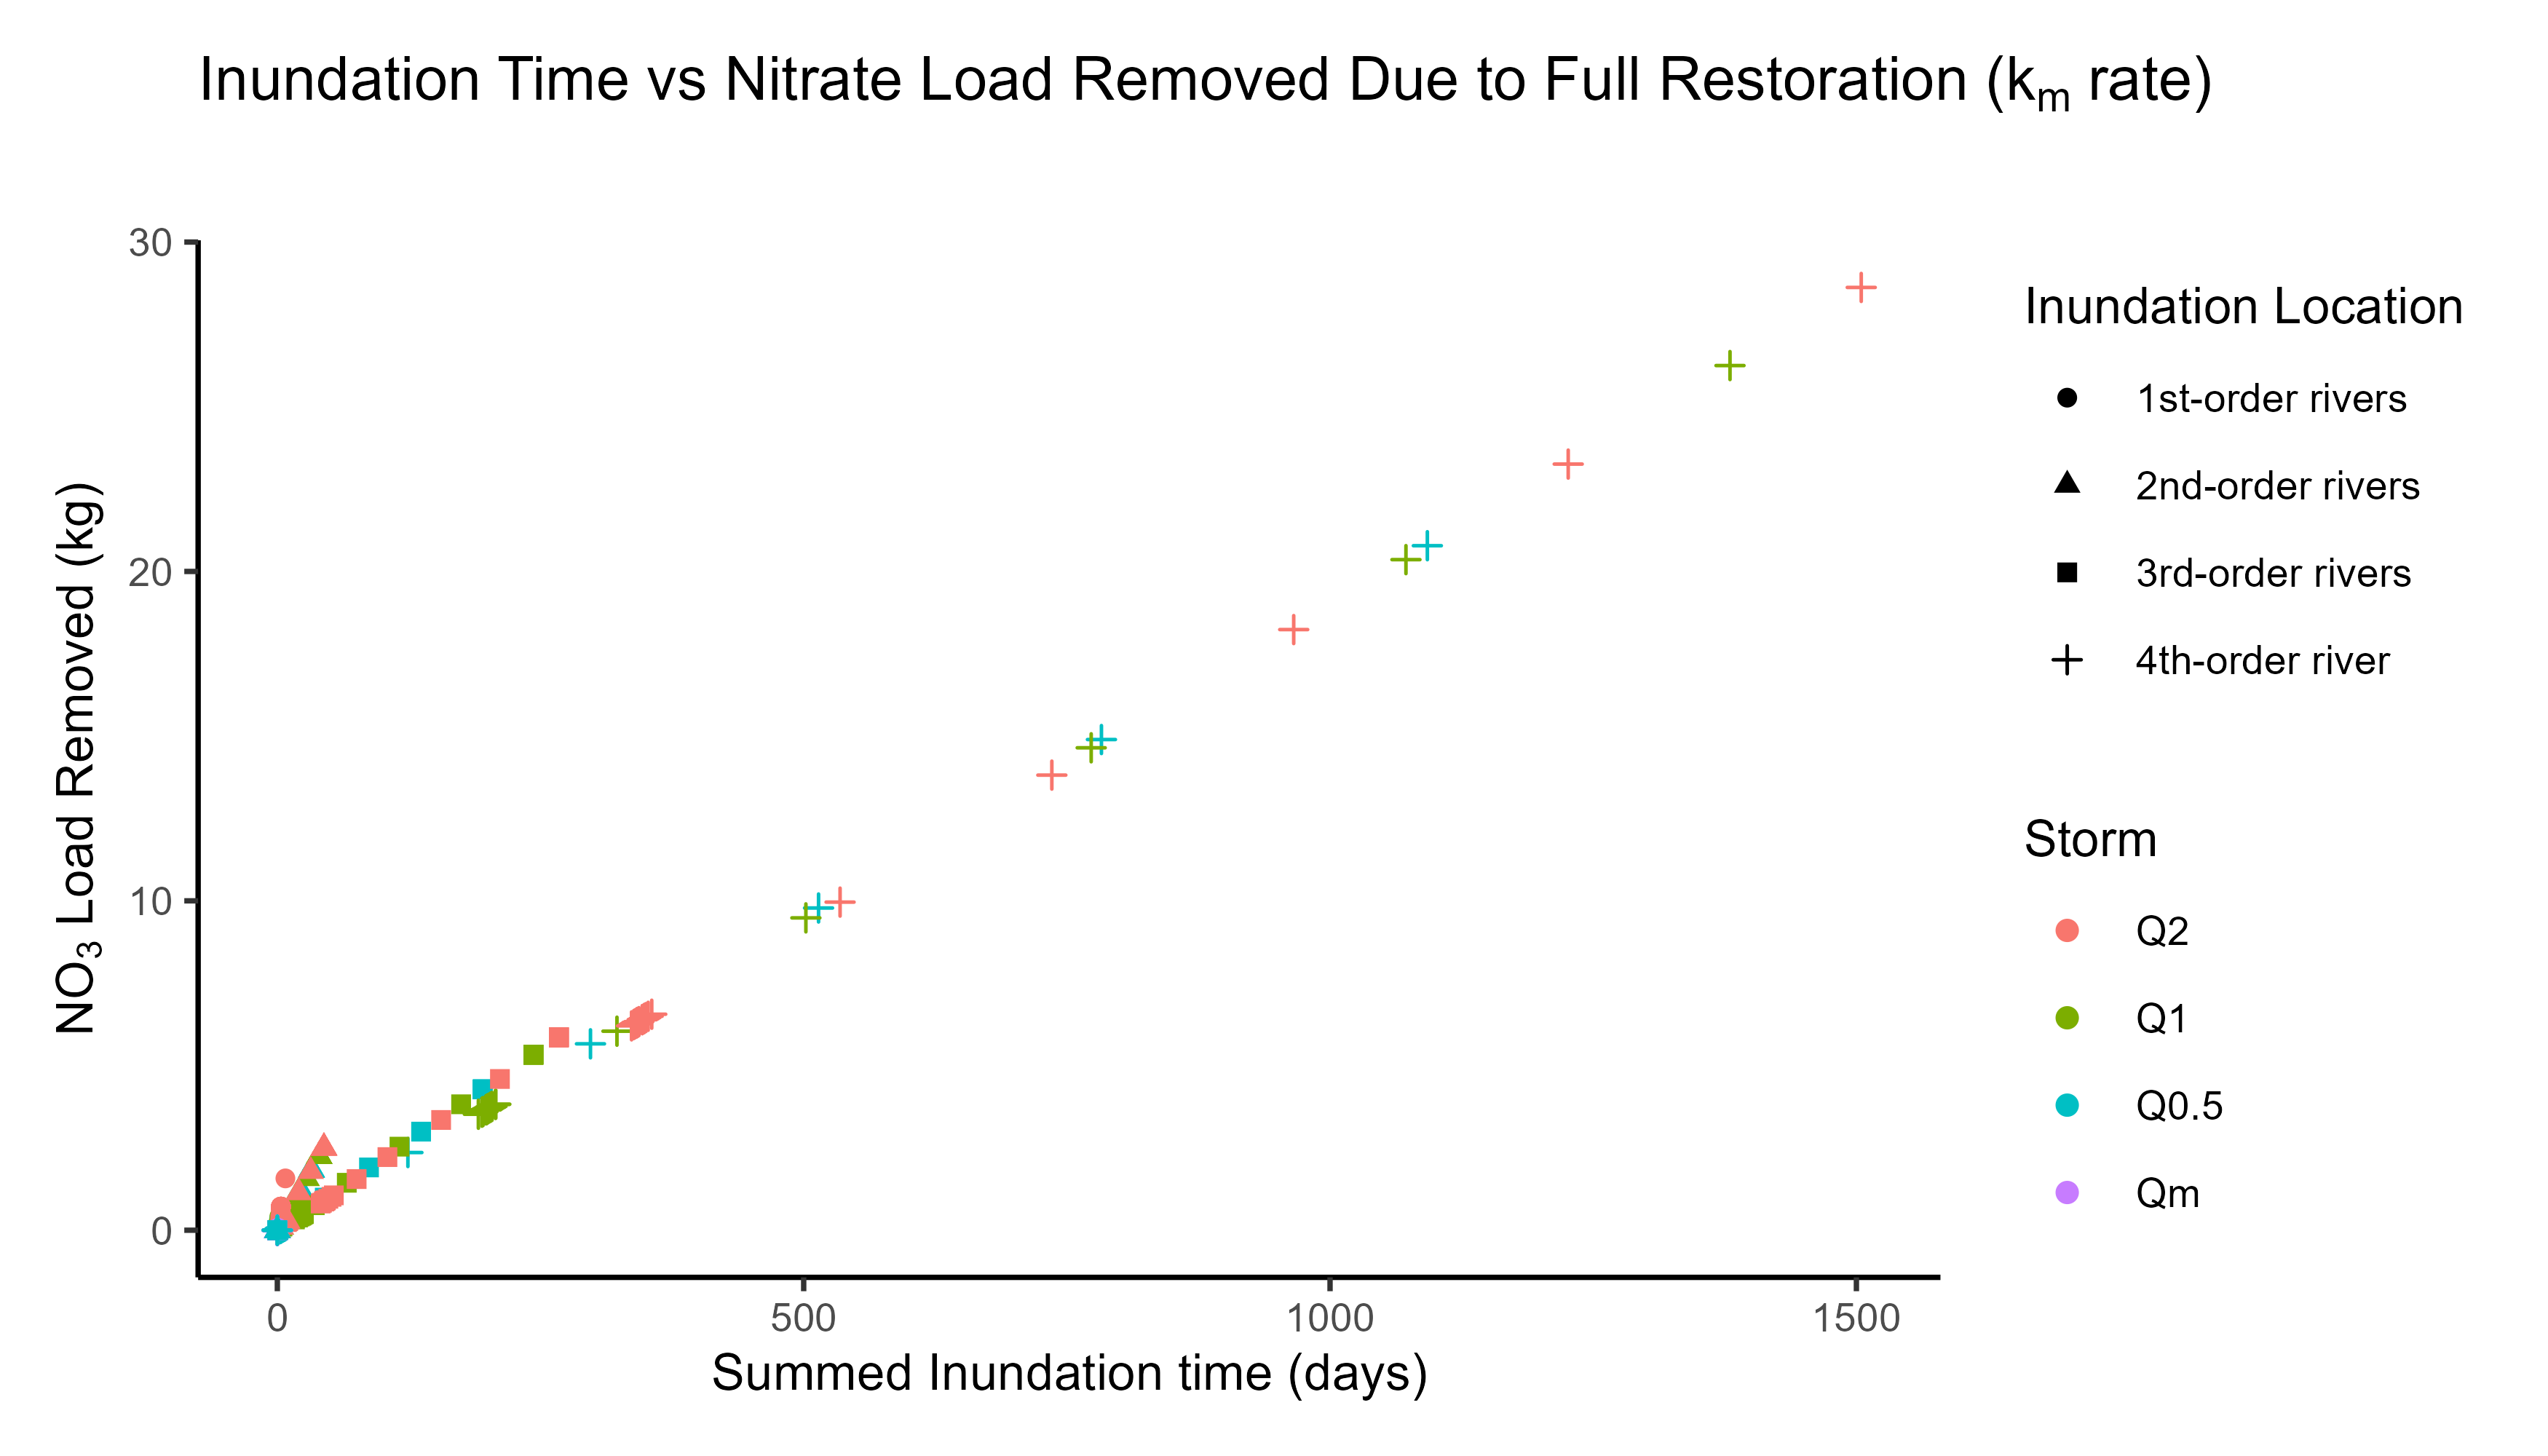 Inundation Time vs Nitrate Load Removed Due to Full Restoration (kₘ rate)
NO₃ Load Removed (kg)
30
20
10
0
0 500 1000 1500
Summed Inundation time (days)
Inundation Location
1st-order rivers
2nd-order rivers
3rd-order rivers
4th-order river
Storm
Q2
Q1
Q0.5
Qm